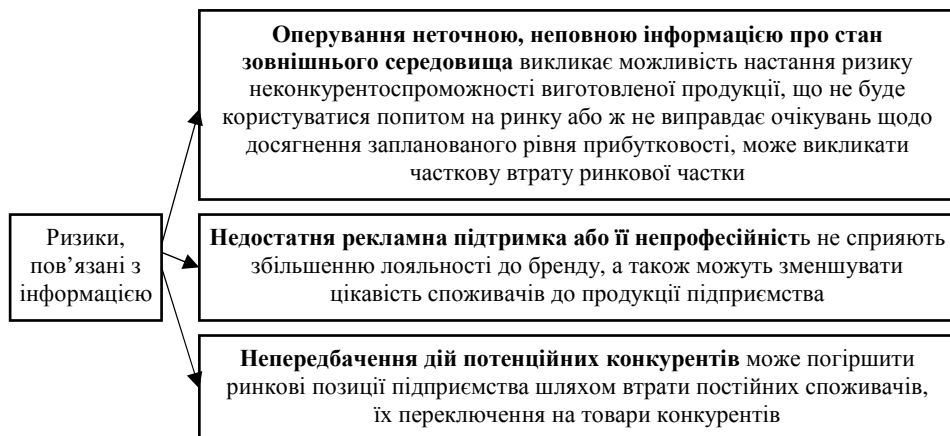 Оперування неточною, неповною інформацією про стан
зовнішнього середовища викликає можливість настання ризику
неконкурентоспроможності виготовленої продукції, що не буде
користуватися попитом на ринку або ж не виправдає очікувань щодо
досягнення запланованого рівня прибутковості, може викликати
часткову втрату ринкової частки
Ризики,
пов’язані з
інформацією
Недостатня рекламна підтримка або її непрофесійність не сприяють
збільшенню лояльності до бренду, а також можуть зменшувати
цікавість споживачів до продукції підприємства
Непередбачення дій потенційних конкурентів може погіршити
ринкові позиції підприємства шляхом втрати постійних споживачів,
їх переключення на товари конкурентів